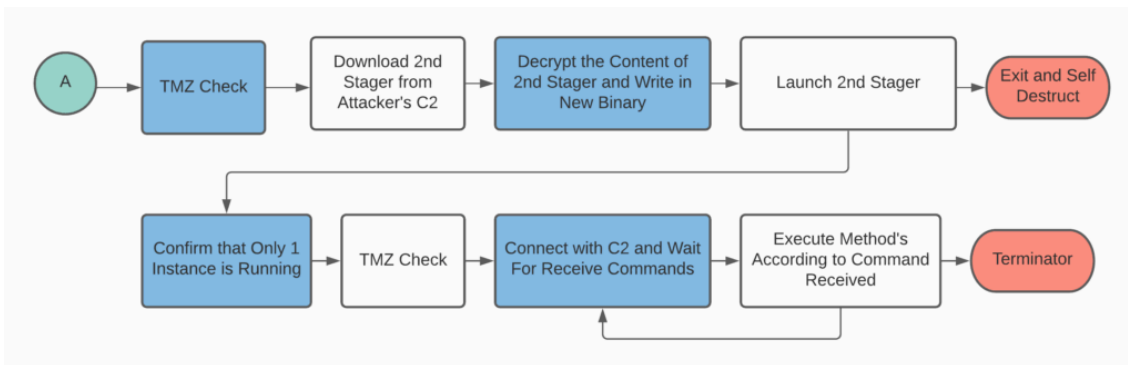 A
TMZ Check
Download 2nd
Stager from
Attacker's C2
Decrypt the Content of
2nd Stager and Write in
New Binary
Launch 2nd Stager
Exit and Self
Destruct
Confirm that Only 1
Instance is Running
TMZ Check
Connect with C2 and Wait
For Receive Commands
Execute Method's
According to Command
Received
Terminator